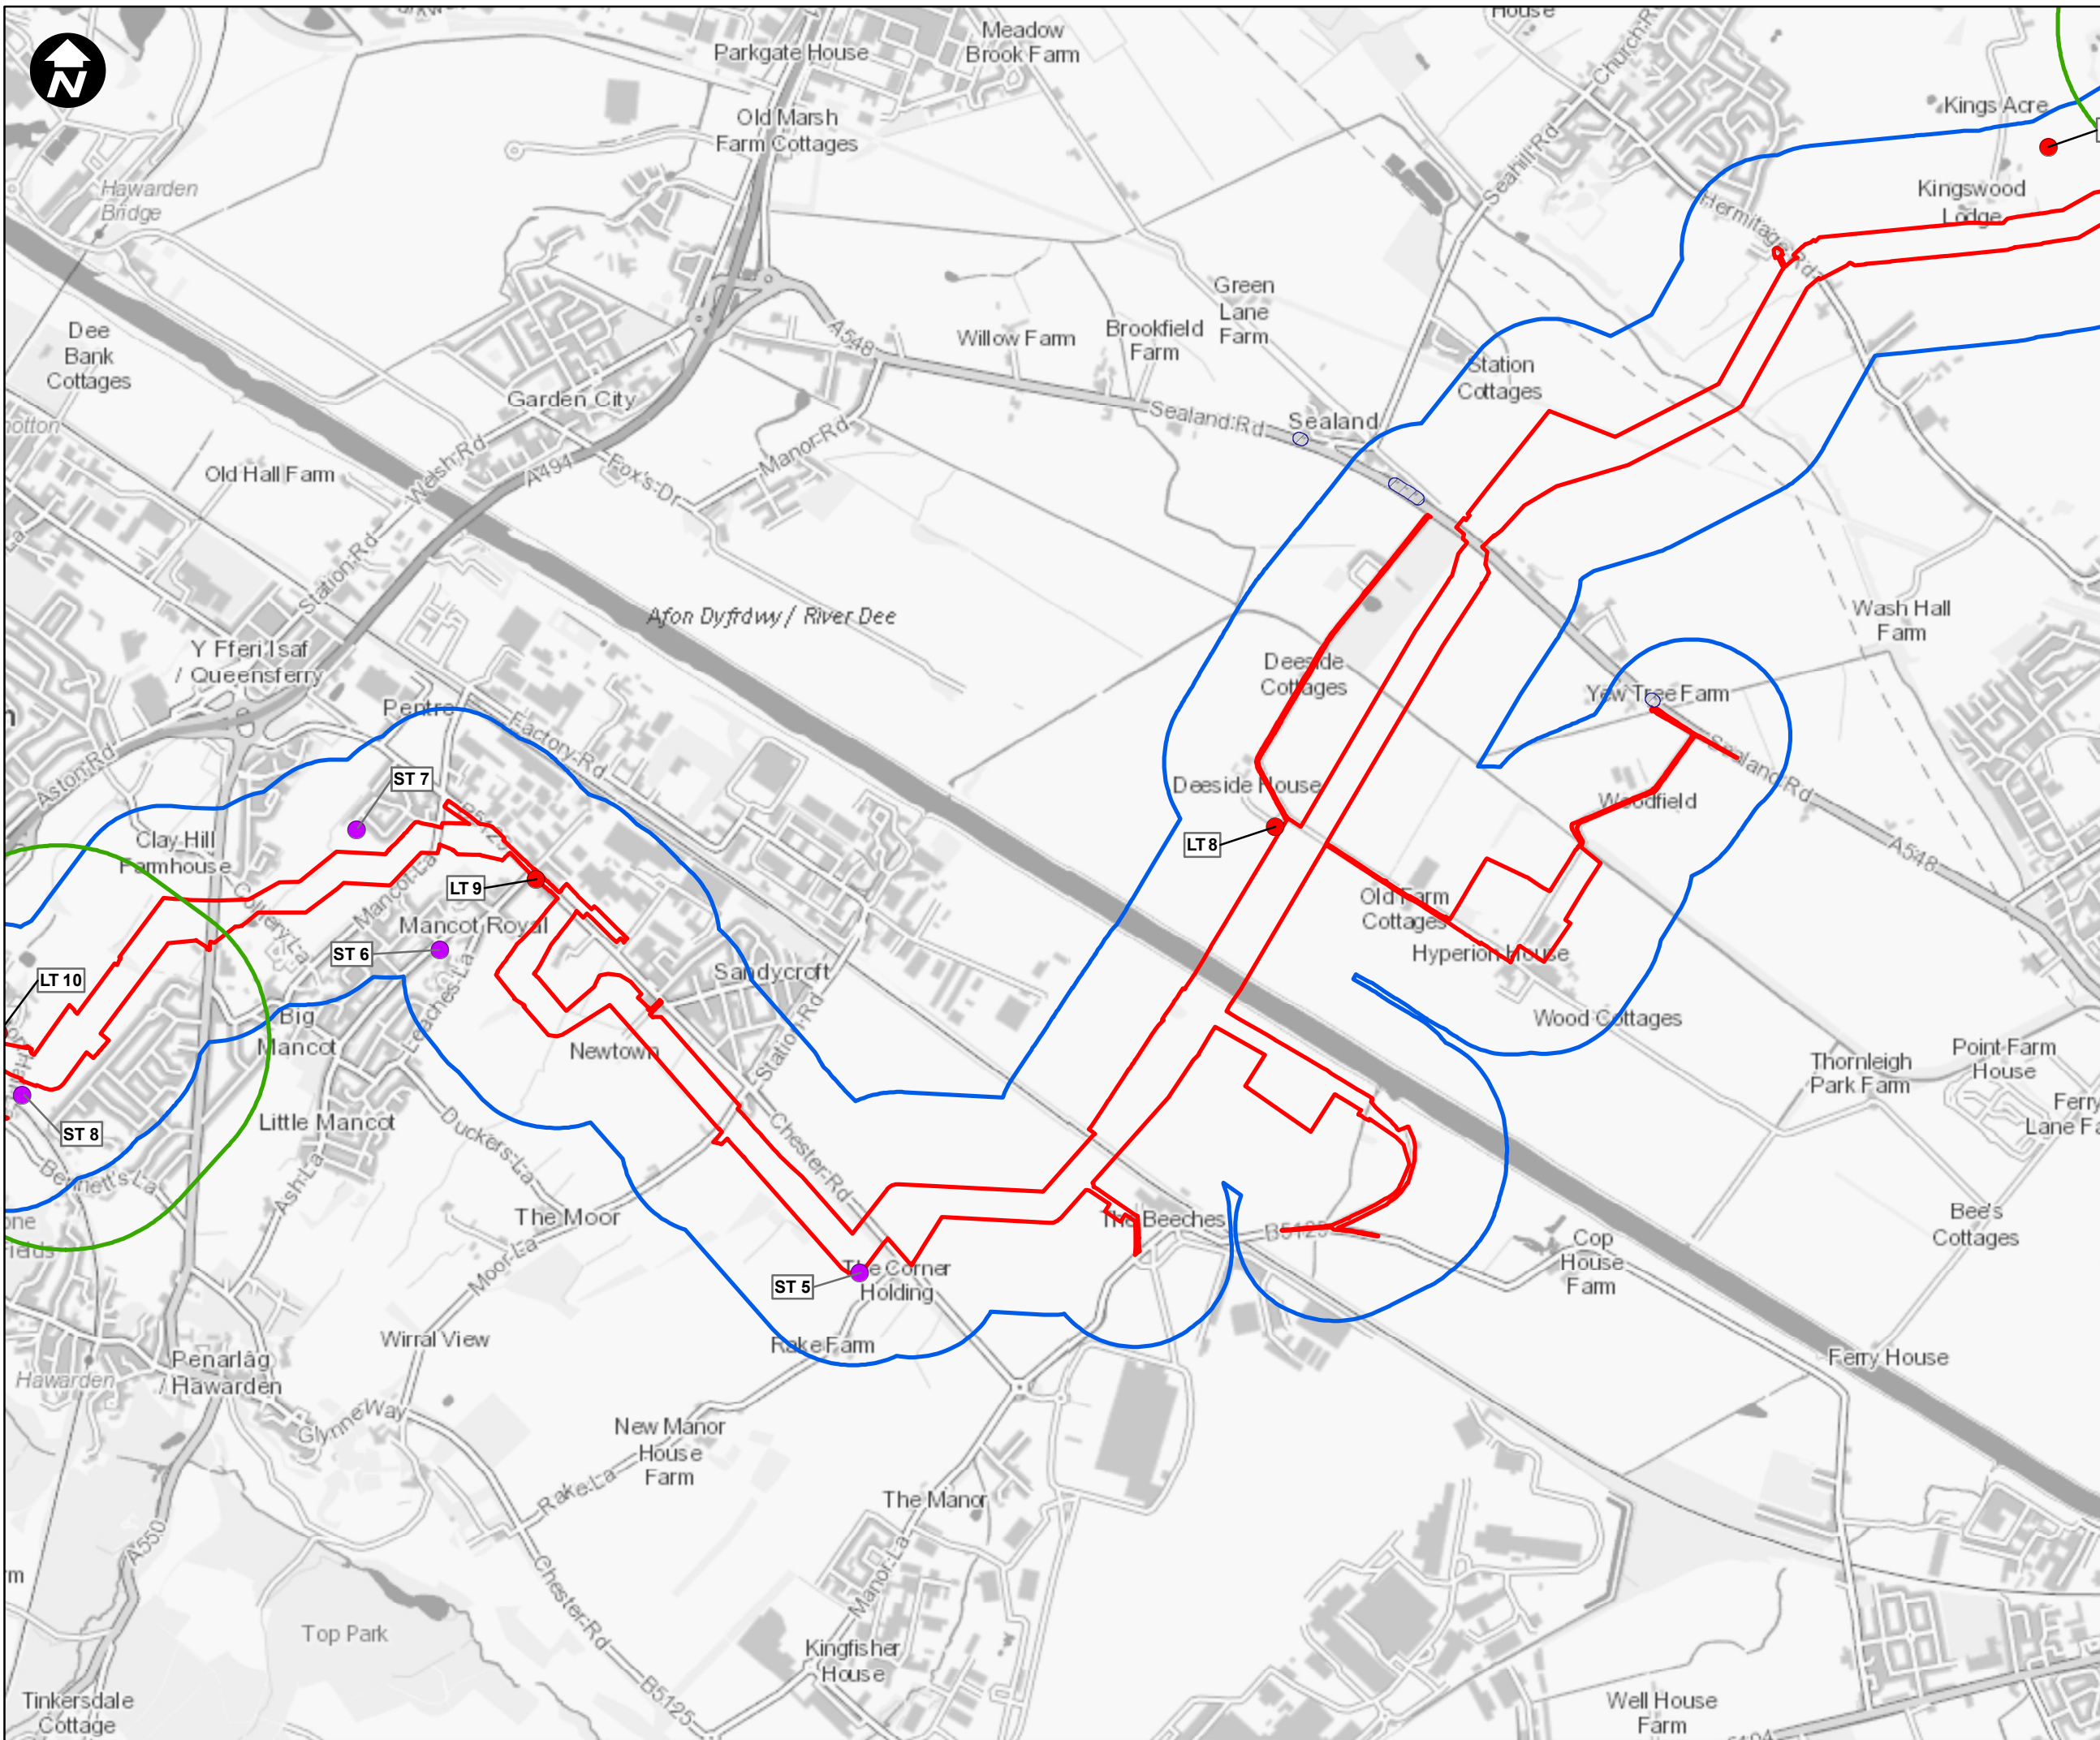 N
House
Parkgate House
Meadow
Brook Farm
Church Rd
Kings Acre
Old Marsh
Farm Cottages
Seahill Rd
Hawarden
Bridge
Kingswood
Lodge
Hermitage Rd
Dee
Bank
Cottages
A548
Willow Farm
Brookfield
Farm
Green
Lane
Farm
Station
Cottages
Garden City
Sealand Rd
Sealand
Manor Rd
Welsh Rd
A494
Fox's Dr
Old Hall Farm
Station Rd
Afon Dyfrdwy / River Dee
Wash Hall
Farm
Y Fferi Isaf
/ Queensferry
Deeside
Cottages
Yew Tree Farm
Pentre
Factory Rd
Sealand Rd
Aston Rd
ST 7
Deeside House
Woodfield
B5129
Clay Hill
Farmhouse
LT 8
A548
Mancot La
LT 9
Old Farm
Cottages
Mancot Royal
ST 6
Hyperion House
LT 10
Sandycroft
Leaches La
Big
Mancot
Newtown
Station Rd
Wood Cottages
Thornleigh
Park Farm
Point Farm
House
ST 8
Little Mancot
Duckers La
Chester Rd
Ferry
Bennett's La
Ash La
The Moor
Moor La
The Beeches
B5129
Bee's
Cottages
Cop
House
Farm
ST 5
The Corner
Holding
Wirral View
Rake Farm
Ferry House
Penarlâg
/ Hawarden
Hawarden
Glynne Way
New Manor
House
Farm
Rake La
The Manor
A550
Chester Rd
Manor La
Top Park
Kingfisher
House
B5125
Tinkersdale
Cottage
Well House
Farm